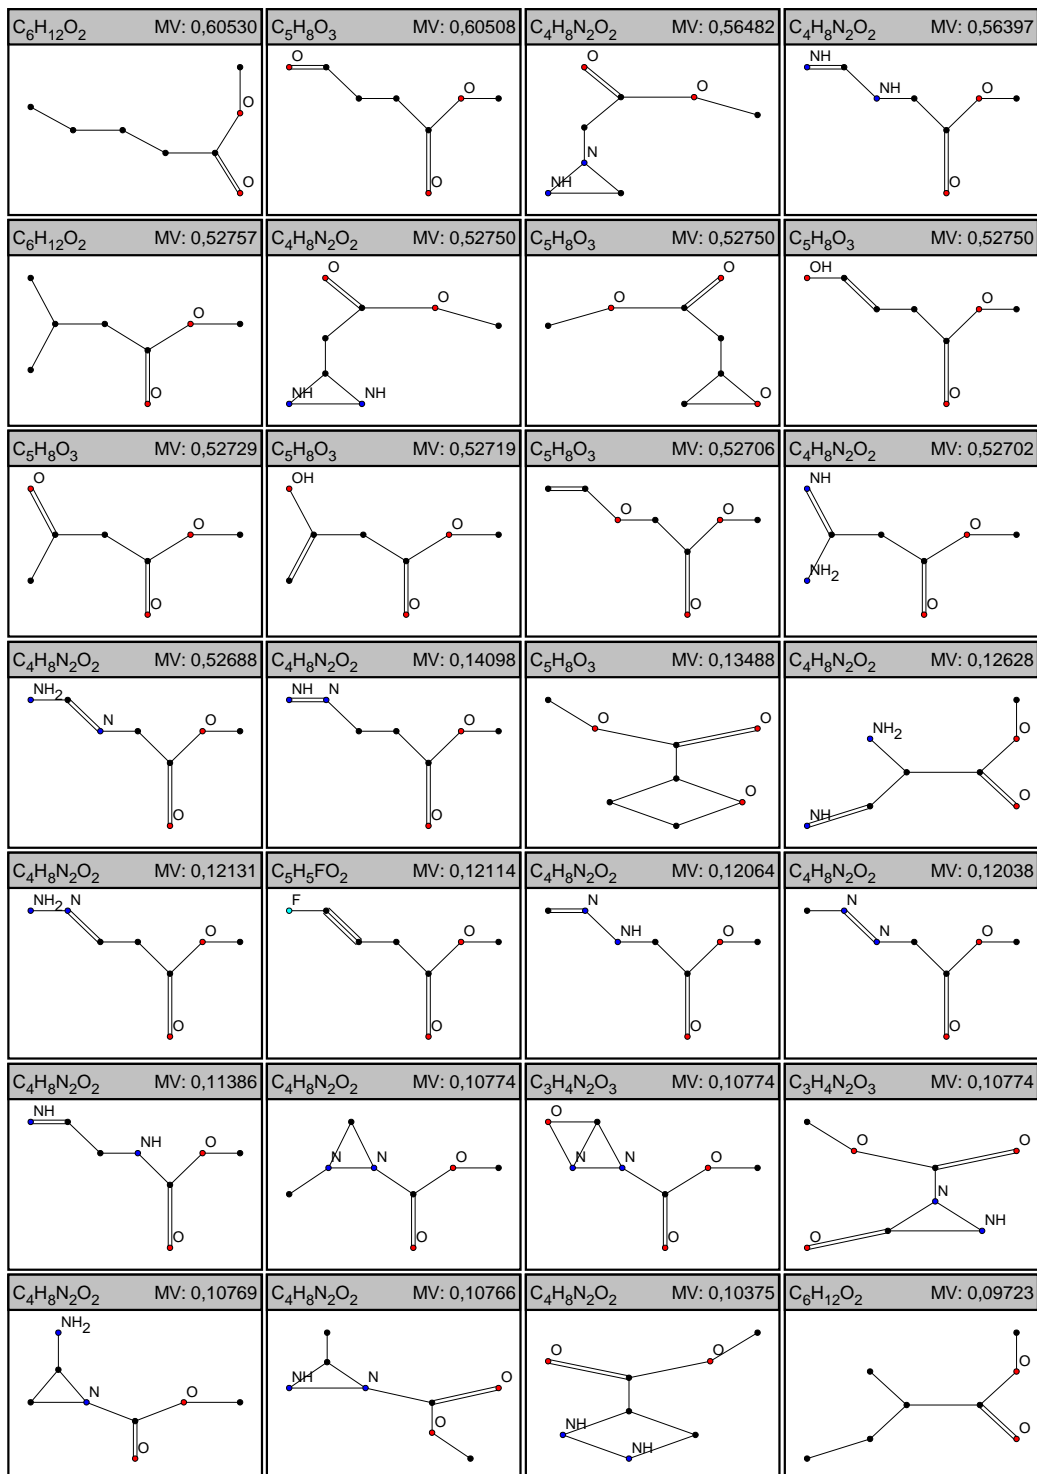 C6H12O2 MV: 0,60530 C5H8O3 MV: 0,60508 C4H8N2O2 MV: 0,56482 C4H8N2O2 MV: 0,56397
O O
O O O
O N NH
NH NH O O
C6H12O2 MV: 0,52757 C4H8N2O2 MV: 0,52750 C5H8O3 MV: 0,52750 C5H8O3 MV: 0,52750
O O
O O NH NH
O O O
OH O O
C5H8O3 MV: 0,52729 C5H8O3 MV: 0,52719 C5H8O3 MV: 0,52706 C4H8N2O2 MV: 0,52702
O O O
OH O O
O O O
NH NH2 O O
C4H8N2O2 MV: 0,52688 C4H8N2O2 MV: 0,14098 C5H8O3 MV: 0,13488 C4H8N2O2 MV: 0,12628
NH2 N O O
NH N O O
O O O
NH2 O O NH
C4H8N2O2 MV: 0,12131 C5H5FO2 MV: 0,12114 C4H8N2O2 MV: 0,12064 C4H8N2O2 MV: 0,12038
NH2 N O O
F O O
N NH O O
N N O O
C4H8N2O2 MV: 0,11386 C4H8N2O2 MV: 0,10774 C3H4N2O3 MV: 0,10774 C3H4N2O3 MV: 0,10774
NH NH O O
N N O O
O N N O O
O O N NH O
C4H8N2O2 MV: 0,10769 C4H8N2O2 MV: 0,10766 C4H8N2O2 MV: 0,10375 C6H12O2 MV: 0,09723
NH2 N O O
NH N O O
O O NH NH
O O